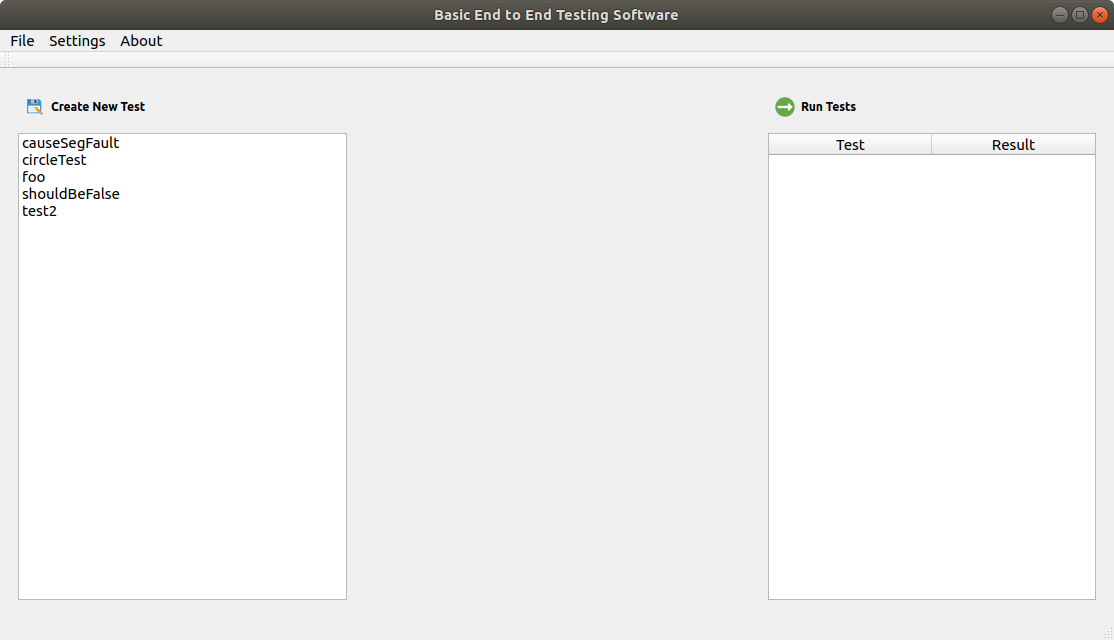 Basic End to End Testing Software
File Settings About
Create New Test
Run Tests
causeSegFault
circleTest
foo
shouldBeFalse
test2
Test Result